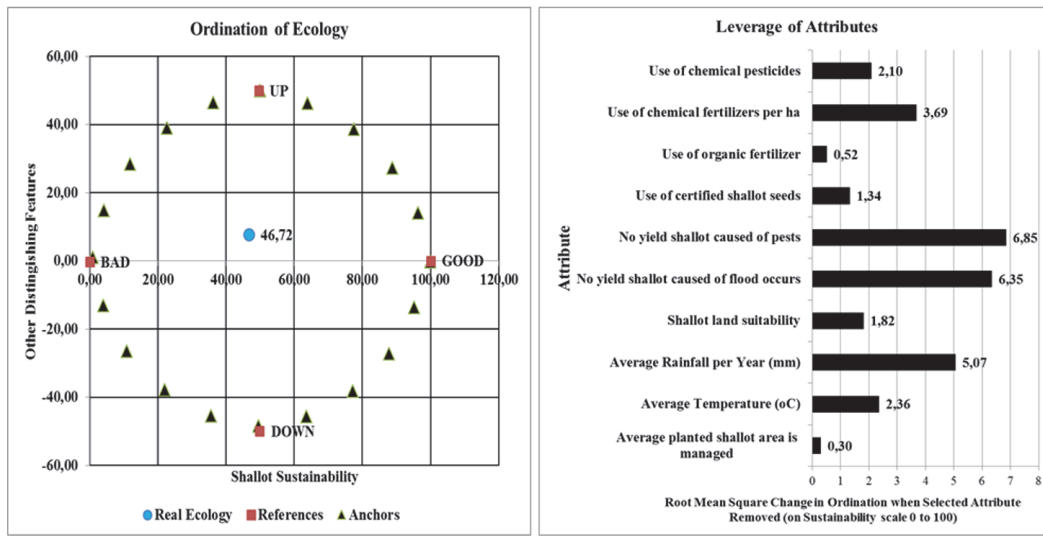 Ordination of Ecology
60,00
40,00
20,00
0,00
-20,00
-40,00
-60,00
Other Distingishing Features
UP
46,72
BAD
GOOD
0,00 20,00 40,00 60,00 80,00 100,00 120,00
DOWN
Shallot Sustainability
Real Ecology References Anchors
Leverage of Attributes
Attribute
Use of chemical pesticides 2,10
Use of chemical fertilizers per ha 3,69
Use of organic fertilizer 0,52
Use of certified shallot seeds 1,34
No yield shallot caused of pests 6,85
No yield shallot caused of flood occurs 6,35
Shallot land suitability 1,82
Average Rainfall per Year (mm) 5,07
Average Temperature (oC) 2,36
Average planted shallot area is
managed 0,30
0 1 2 3 4 5 6 7 8
Root Mean Square Change in Ordination when Selected Attribute
Removed (on Sustainability scale 0 to 100)